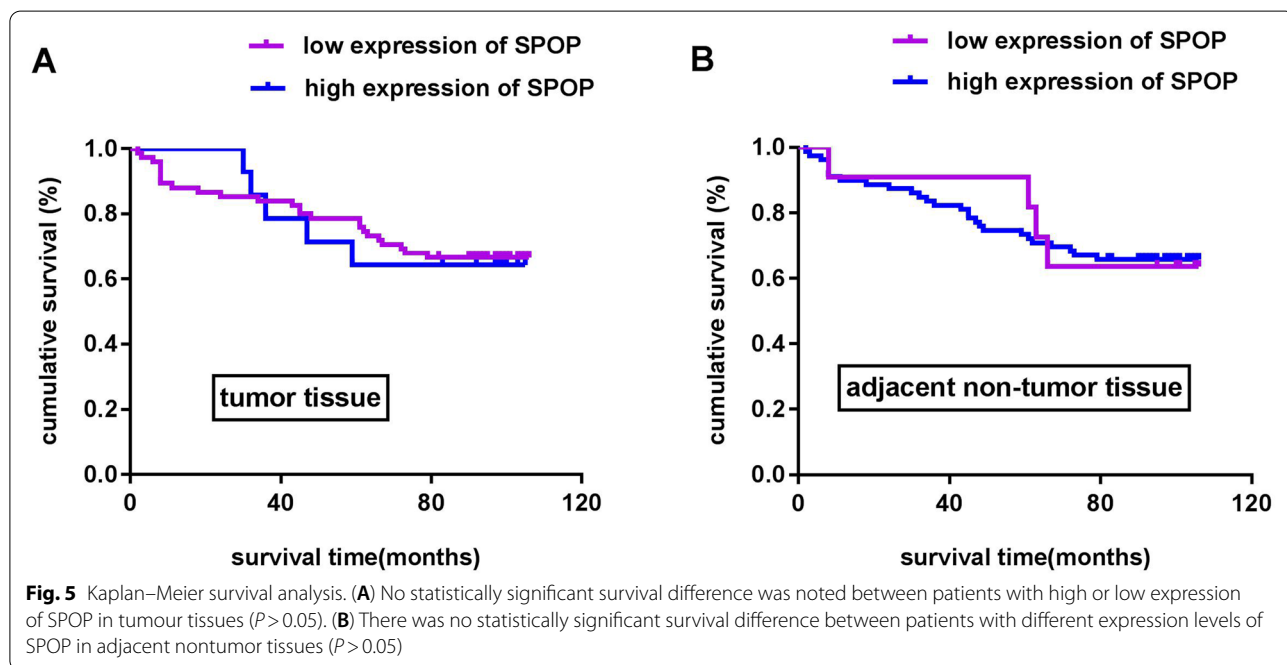 A
low expression of SPOP
high expression of SPOP
cumulative survival (%)
1.0
0.8
0.6
0.4
0.2
0.0
0
40
80
120
tumor tissue
survival time(months)
B
low expression of SPOP
high expression of SPOP
cumulative survival (%)
1.0
0.8
0.6
0.4
0.2
0.0
0
40
80
120
adjacent non-tumor tissue
survival time(months)
Fig. 5 Kaplan–Meier survival analysis. (A) No statistically significant survival difference was noted between patients with high or low expression
of SPOP in tumour tissues (P > 0.05). (B) There was no statistically significant survival difference between patients with different expression levels of
SPOP in adjacent nontumor tissues (P > 0.05)